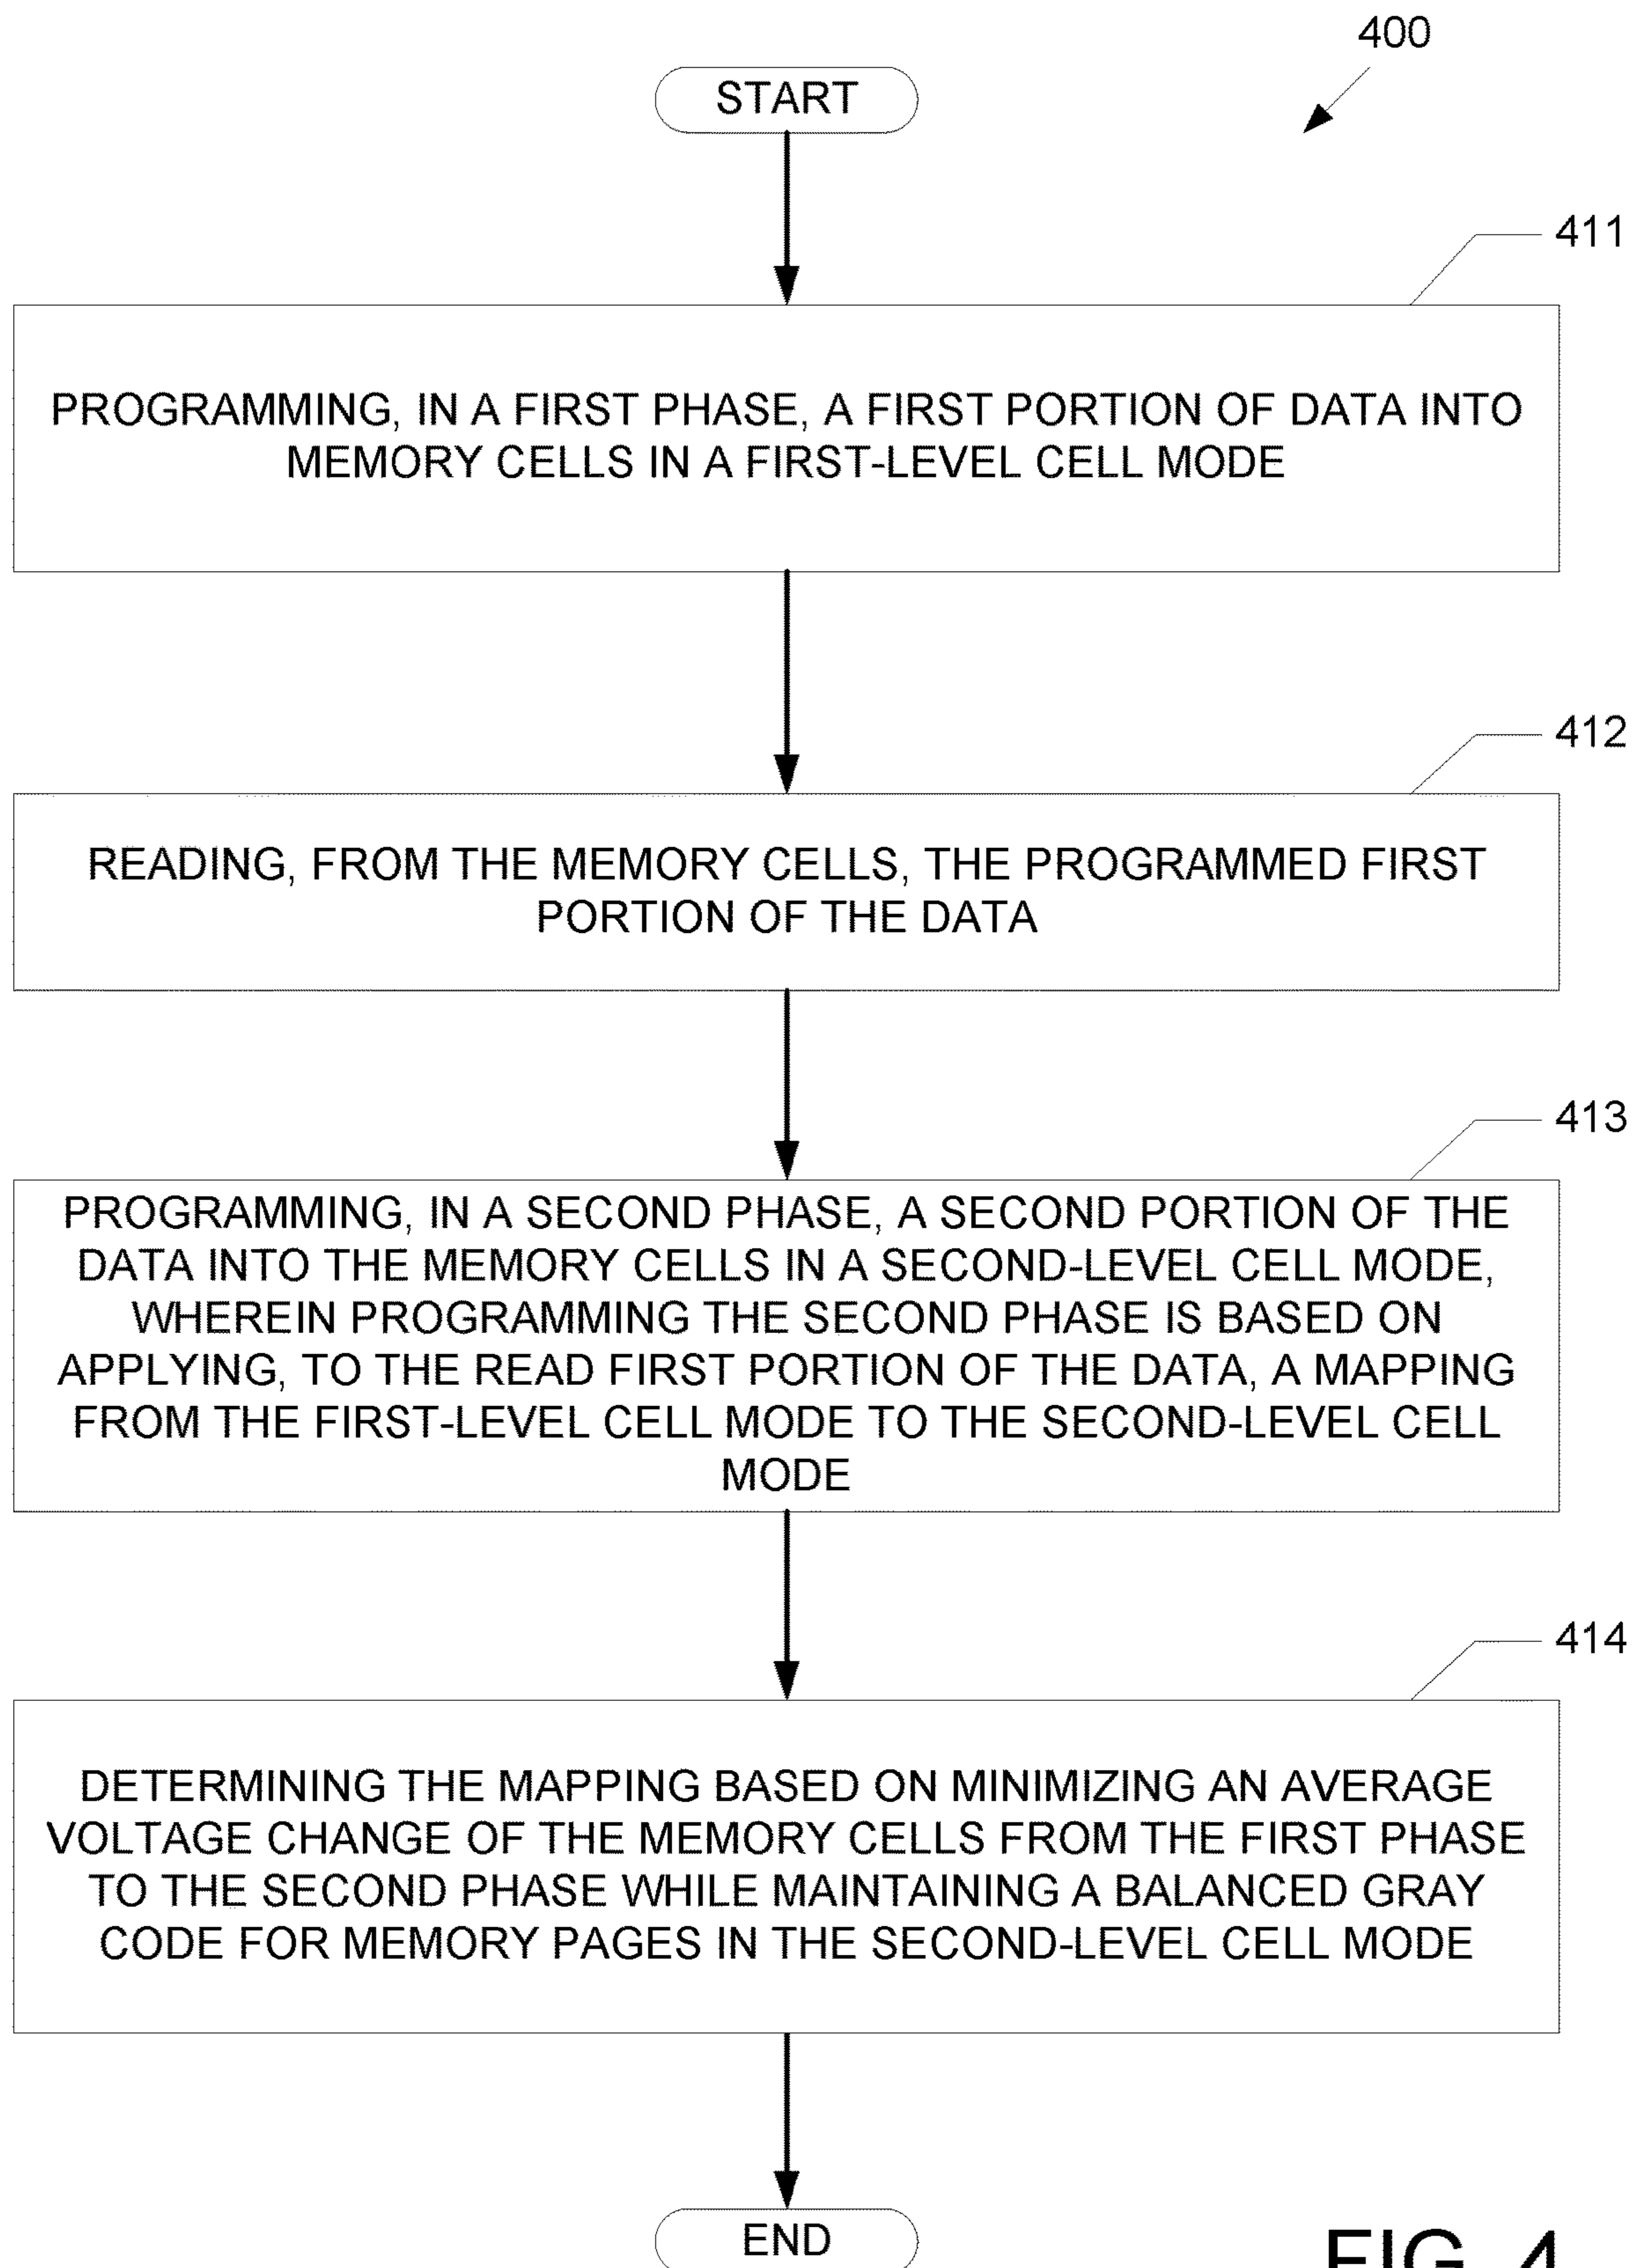 400
START
411
PROGRAMMING, IN A FIRST PHASE, A FIRST PORTION OF DATA INTO
MEMORY CELLS IN A FIRST-LEVEL CELL MODE
412
READING, FROM THE MEMORY CELLS, THE PROGRAMMED FIRST
PORTION OF THE DATA
413
PROGRAMMING, IN A SECOND PHASE, A SECOND PORTION OF THE
DATA INTO THE MEMORY CELLS IN A SECOND-LEVEL CELL MODE,
WHEREIN PROGRAMMING THE SECOND PHASE IS BASED ON
APPLYING, TO THE READ FIRST PORTION OF THE DATA, A MAPPING
FROM THE FIRST-LEVEL CELL MODE TO THE SECOND-LEVEL CELL
MODE
414
DETERMINING THE MAPPING BASED ON MINIMIZING AN AVERAGE
VOLTAGE CHANGE OF THE MEMORY CELLS FROM THE FIRST PHASE
TO THE SECOND PHASE WHILE MAINTAINING A BALANCED GRAY
CODE FOR MEMORY PAGES IN THE SECOND-LEVEL CELL MODE
END
FIG. 4